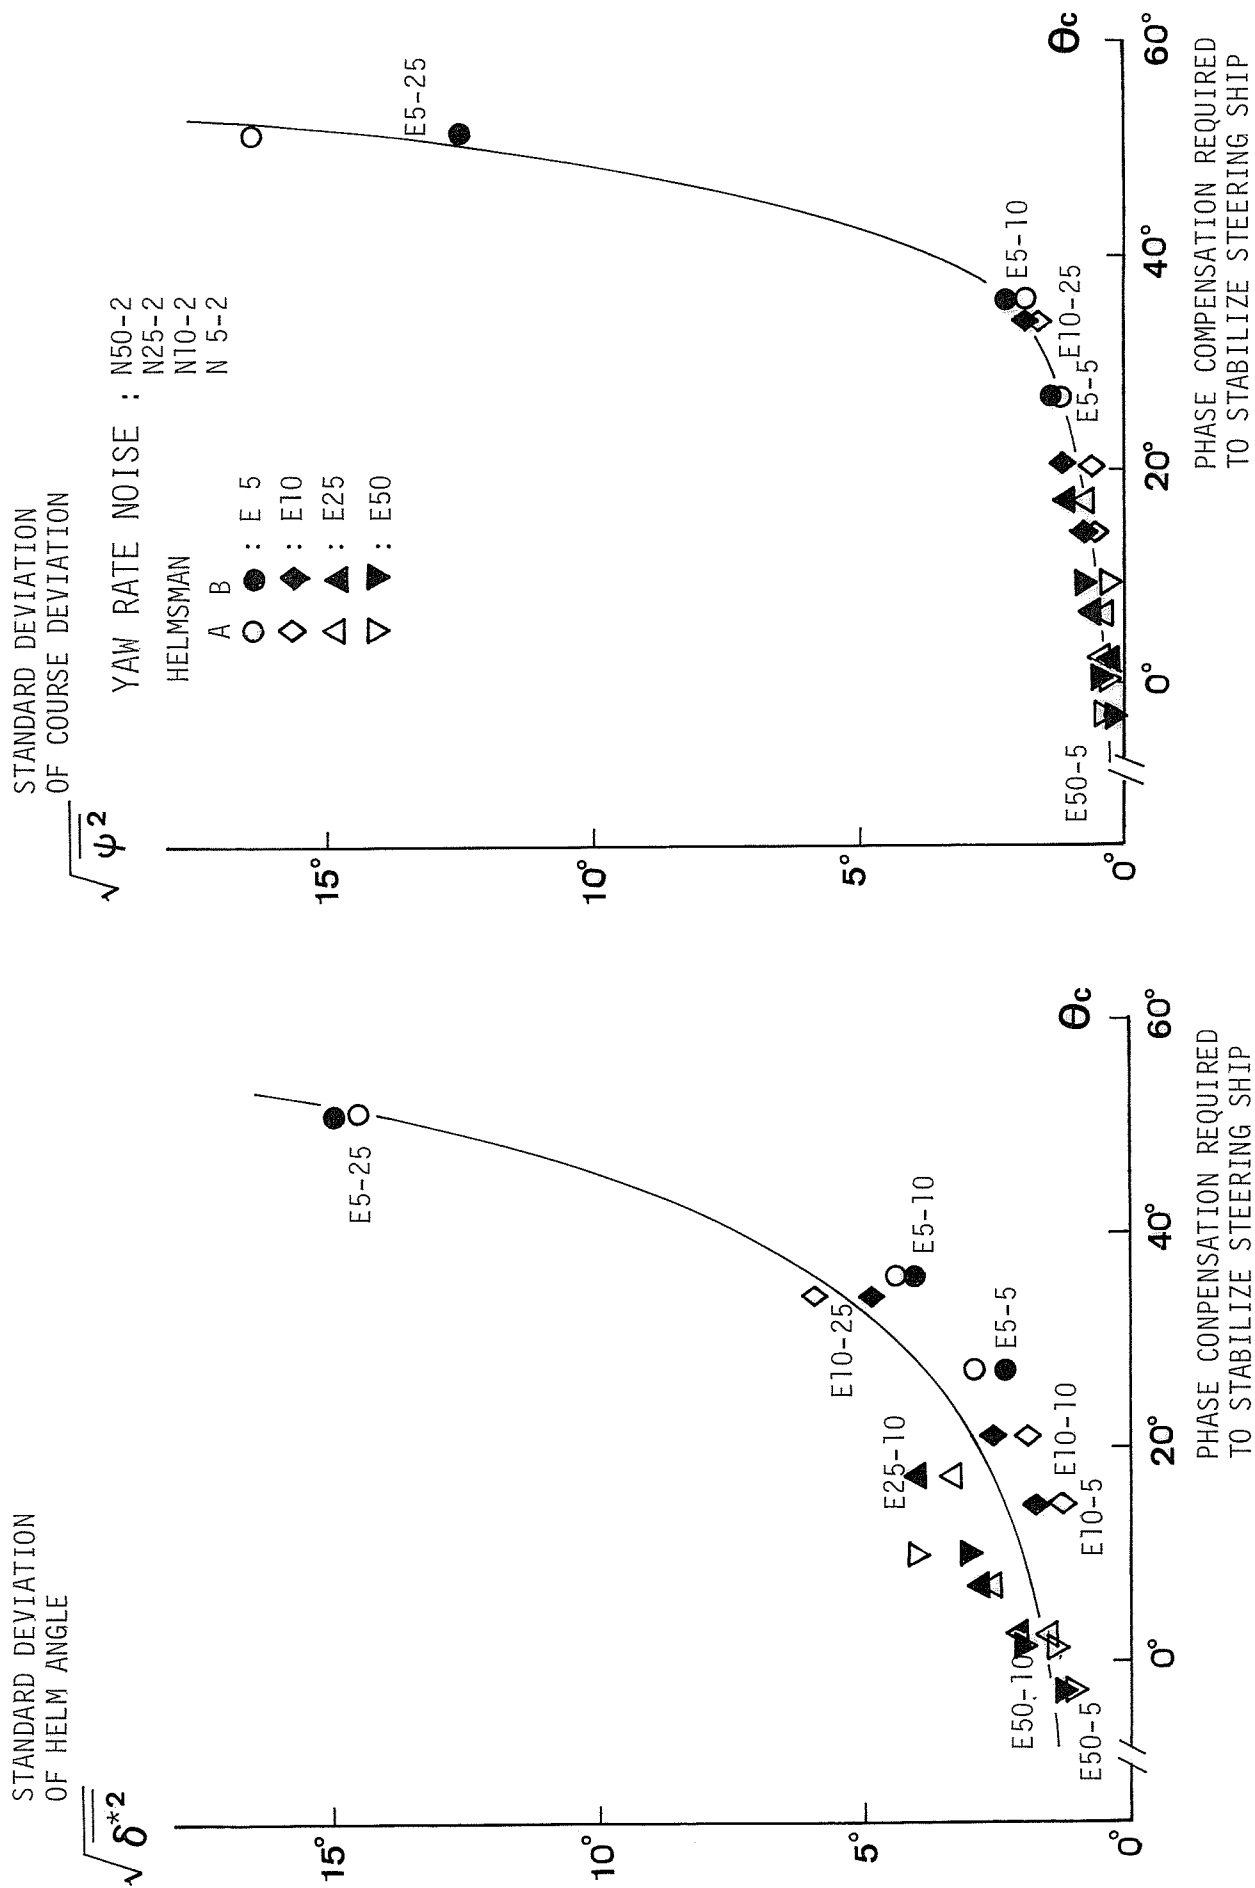 STANDARD DEVIATION
OF HELM ANGLE
√δ*²
15°
10°
5°
0°
E5-25
E10-25
E5-10
E5-5
E25-10
E10-10
E10-5
E50-10
E50-5
0°
20°
40°
60°
θc
PHASE CONPENSATION REQUIRED
TO STABILIZE STEERING SHIP
STANDARD DEVIATION
OF COURSE DEVIATION
√ψ²
YAW RATE NOISE : N50-2
N25-2
N10-2
N 5-2
HELMSMAN
A B
○ ● : E 5
◇ ◆ : E10
△ ▲ : E25
▽ ▼ : E50
15°
10°
5°
0°
E5-25
E5-10
E10-25
E5-5
E50-5
0°
20°
40°
60°
θc
PHASE COMPENSATION REQUIRED
TO STABILIZE STEERING SHIP